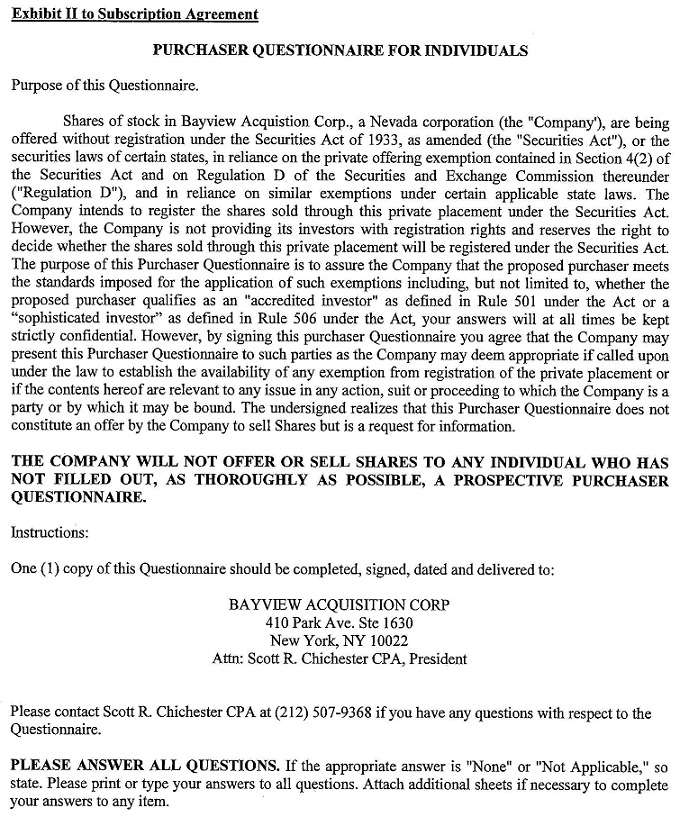 Exhibit II to Subscription Agreement
PURCHASER QUESTIONNAIRE FOR INDIVIDUALS
Purpose of this Questionnaire.
Shares of stock in Bayview Acquistion Corp., a Nevada corporation (the "Company'), are being
offered without registration under the Securities Act of 1933, as amended (the "Securities Act"), or the
securities laws of certain states, in reliance on the private offering exemption contained in Section 4(2) of
the Securities Act and on Regulation D of the Securities and Exchange Commission thereunder
("Regulation D"), and in reliance on similar exemptions under certain applicable state laws. The
Company intends to register the shares sold through this private placement under the Securities Act.
However, the Company is not providing its investors with registration rights and reserves the right to
decide whether the shares sold through this private placement will be registered under the Securities Act.
The purpose of this Purchaser Questionnaire is to assure the Company that the proposed purchaser meets
the standards imposed for the application of such exemptions including, but not limited to, whether the
proposed purchaser qualifies as an "accredited investor" as defined in Rule 501 under the Act or a
“sophisticated investor” as defined in Rule 506 under the Act, your answers will at all times be kept
strictly confidential. However, by signing this purchaser Questionnaire you agree that the Company may
present this Purchaser Questionnaire to such parties as the Company may deem appropriate if called upon
under the law to establish the availability of any exemption from registration of the private placement or
if the contents hereof are relevant to any issue in any action, suit or proceeding to which the Company is a
party or by which it may be bound. The undersigned realizes that this Purchaser Questionnaire does not
constitute an offer by the Company to sell Shares but is a request for information.
THE COMPANY WILL NOT OFFER OR SELL SHARES TO ANY INDIVIDUAL WHO HAS
NOT FILLED OUT, AS THOROUGHLY AS POSSIBLE, A PROSPECTIVE PURCHASER
QUESTIONNAIRE.
Instructions:
One (1) copy of this Questionnaire should be completed, signed, dated and delivered to:
BAYVIEW ACQUISITION CORP
410 Park Ave. Ste 1630
New York, NY 10022
Attn: Scott R. Chichester CPA, President
Please contact Scott R. Chichester CPA at (212) 507-9368 if you have any questions with respect to the
Questionnaire.
PLEASE ANSWER ALL QUESTIONS. If the appropriate answer is "None" or "Not Applicable," so
state. Please print or type your answers to all questions. Attach additional sheets if necessary to complete
your answers to any item.